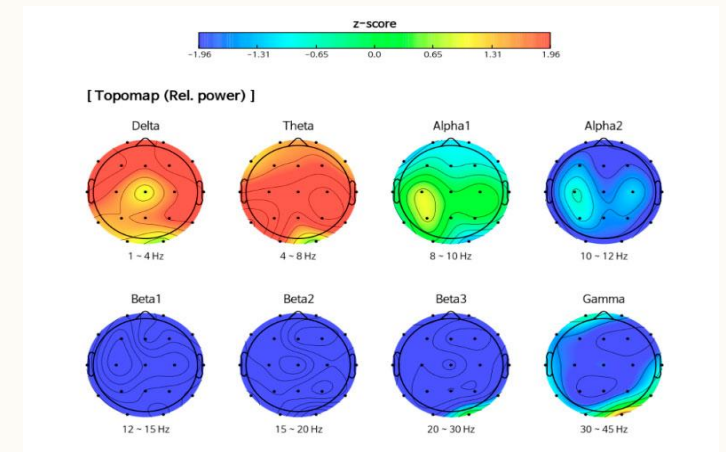 z-score
-1.96 -1.31 -0.65 0.0 0.65 1.31 1.96
[ Topomap (Rel. power) ]
Delta Theta Alpha1 Alpha2
1 ~ 4 Hz 4 ~ 8 Hz 8 ~ 10 Hz 10 ~ 12 Hz
Beta1 Beta2 Beta3 Gamma
12 ~ 15 Hz 15 ~ 20 Hz 20 ~ 30 Hz 30 ~ 45 Hz